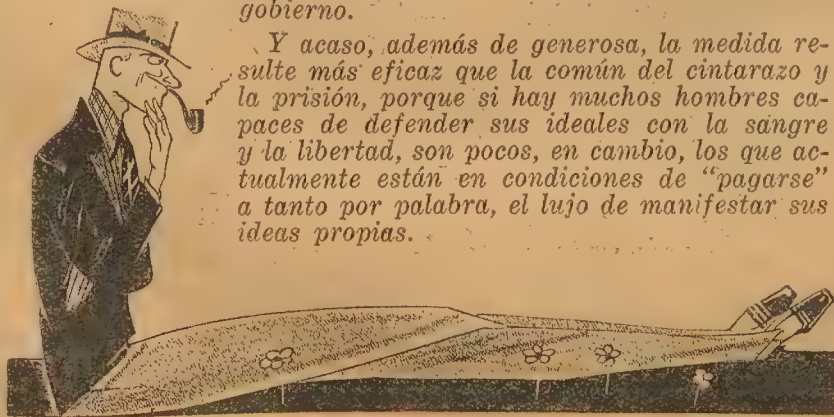 gobierno.
Y acaso, además de generosa, la medida re-
sulte más eficaz que la común del cintarazo y
la prisión, porque si hay muchos hombres ca-
paces de defender sus ideales con la sangre
y la libertad, son pocos, en cambio, los que ac-
tualmente están en condiciones de “pagarse”
a tanto por palabra, el lujo de manifestar sus
ideas propias.